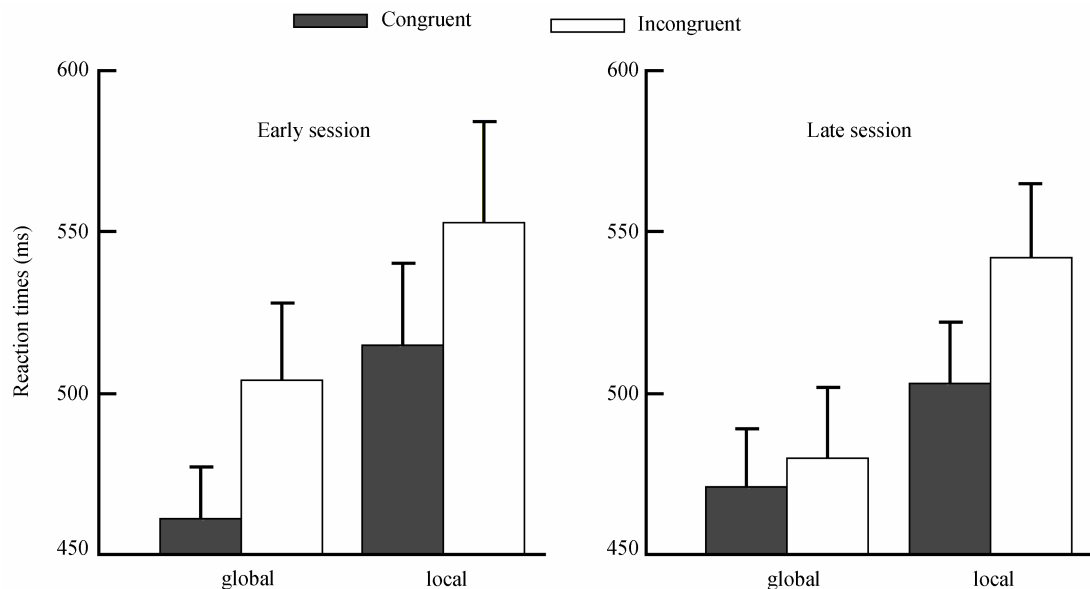 Congruent
Incongruent
600
550
500
450
Reaction times (ms)
Early session
global
local
600
550
500
450
Late session
global
local